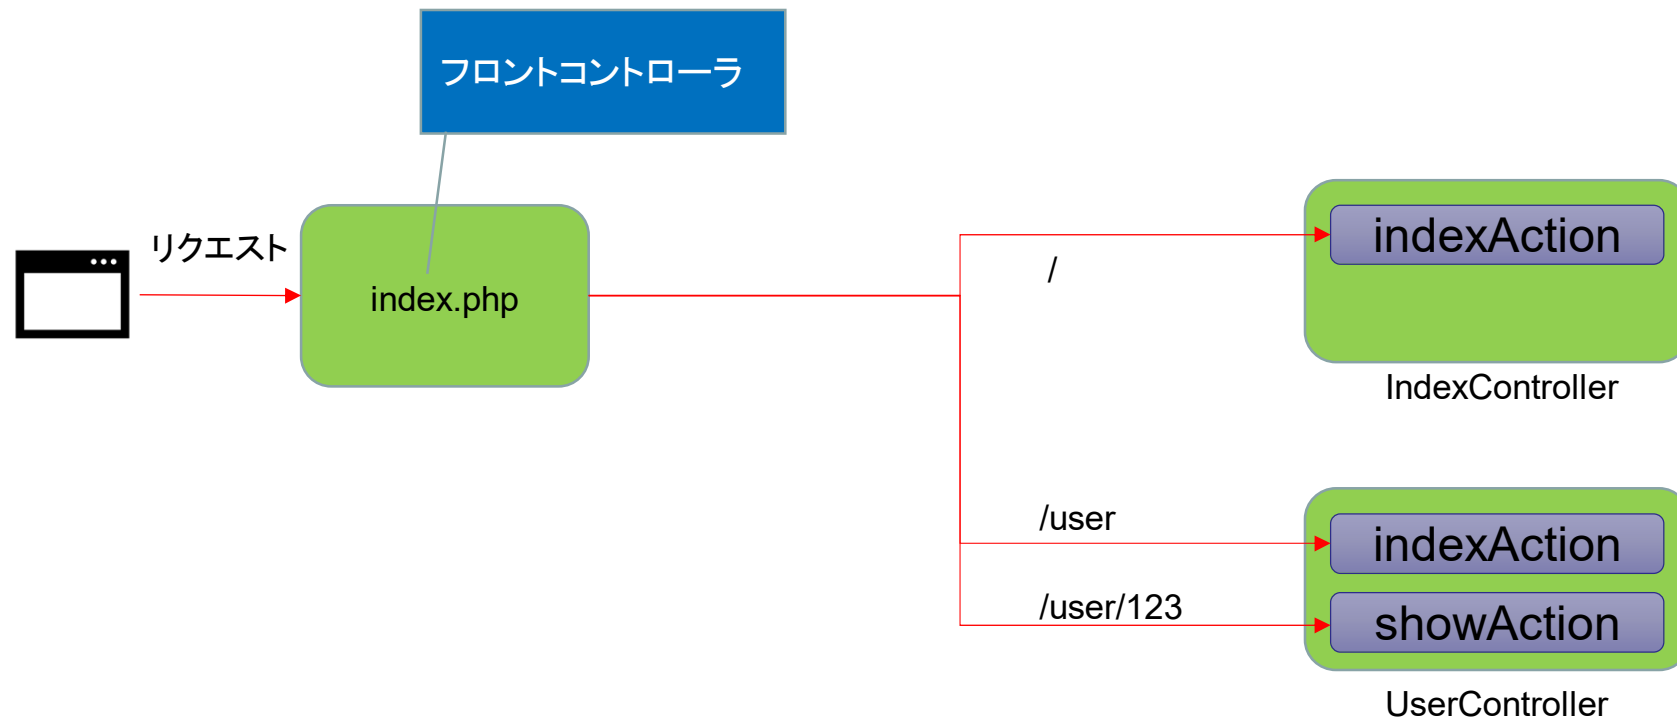 フロントコントローラ
リクエスト
index.php
/
indexAction
IndexController
/user
indexAction
/user/123
showAction
UserController